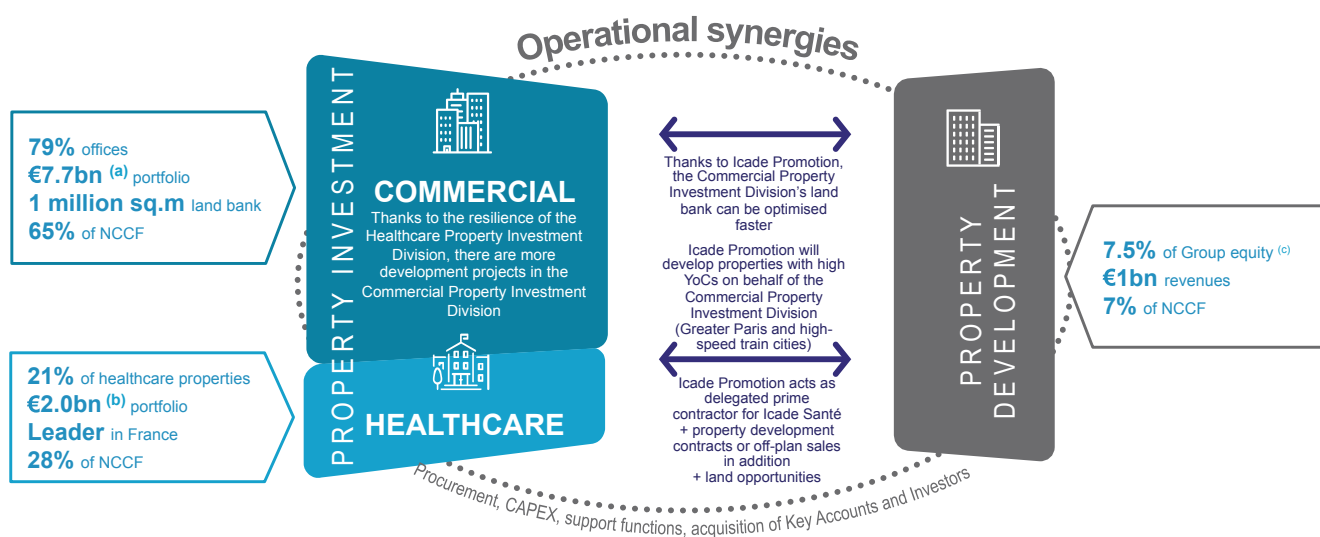 Operational synergies
79% offices
€7.7bn (a) portfolio
1 million sq.m land bank
65% of NCCF
21% of healthcare properties
€2.0bn (b) portfolio
Leader in France
28% of NCCF
PROPERTY INVESTMENT
COMMERCIAL
Thanks to the resilience of the
Healthcare Property Investment
Division, there are more
development projects in the
Commercial Property Investment
Division
HEALTHCARE
Thanks to Icade Promotion,
the Commercial Property
Investment Division's land
bank can be optimised
faster
Icade Promotion will
develop properties with high
YoCs on behalf of the
Commercial Property
Investment Division
(Greater Paris and high-
speed train cities)
Icade Promotion acts as
delegated prime
contractor for Icade Santé
+ property development
contracts or off-plan sales
in addition
+ land opportunities
PROPERTY
DEVELOPMENT
7.5% of Group equity (c)
€1bn revenues
7% of NCCF
Procurement, CAPEX, support functions, acquisition of Key Accounts and Investors